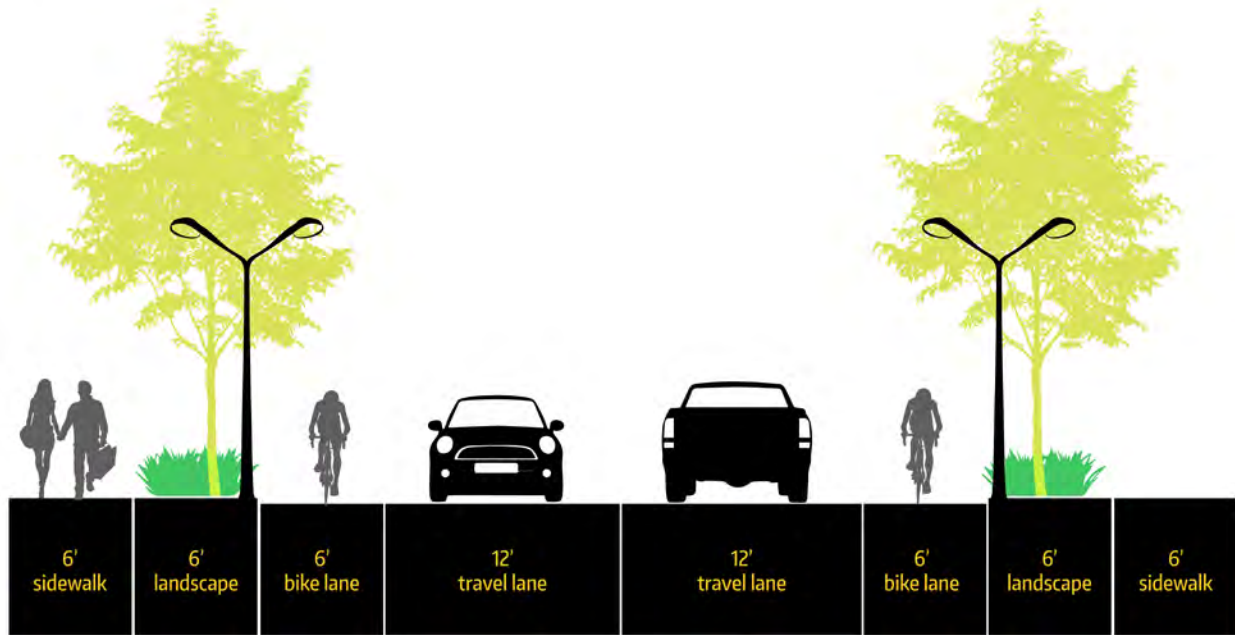 6'
sidewalk
6'
landscape
6'
bike lane
12'
travel lane
12'
travel lane
6'
bike lane
6'
landscape
6'
sidewalk